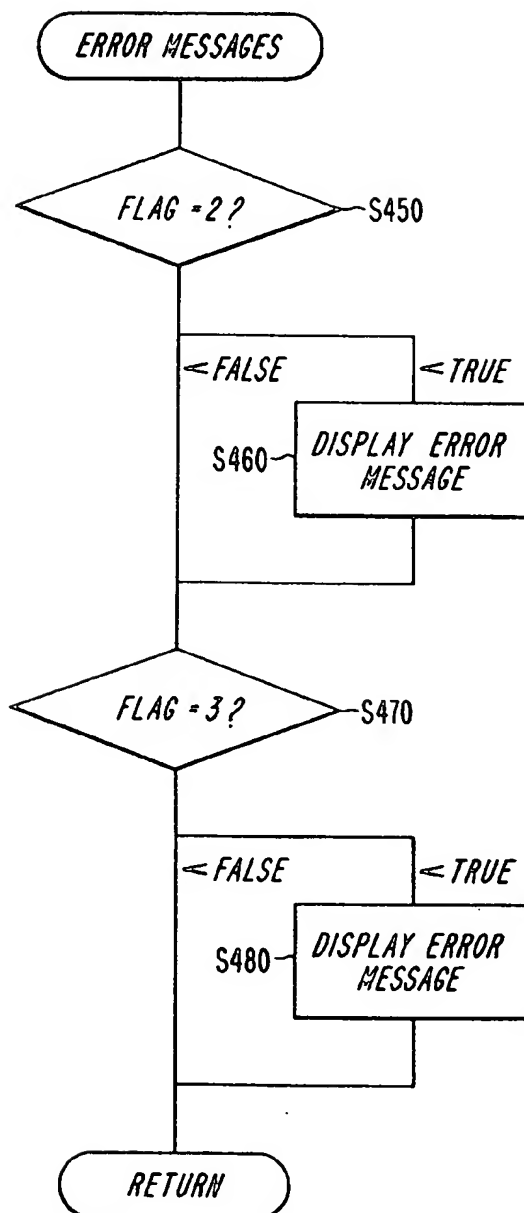 ERROR MESSAGES
FLAG = 2?
S450
< FALSE
< TRUE
S460
DISPLAY ERROR
MESSAGE
FLAG = 3?
S470
< FALSE
< TRUE
S480
DISPLAY ERROR
MESSAGE
RETURN